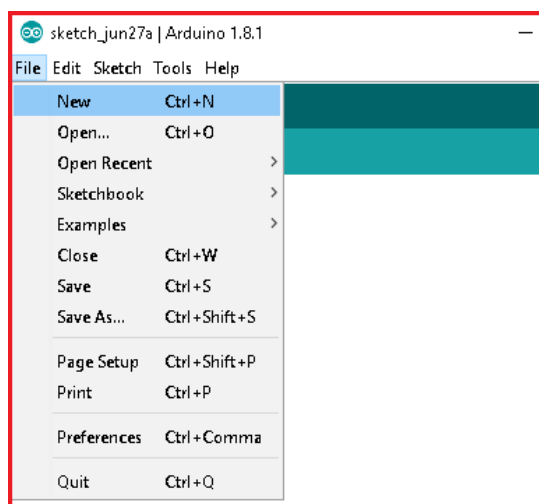 sketch_jun27a | Arduino 1.8.1
File Edit Sketch Tools Help
New Ctrl+N
Open... Ctrl+O
Open Recent
Sketchbook
Examples
Close Ctrl+W
Save Ctrl+S
Save As... Ctrl+Shift+S
Page Setup Ctrl+Shift+P
Print Ctrl+P
Preferences Ctrl+Comma
Quit Ctrl+Q